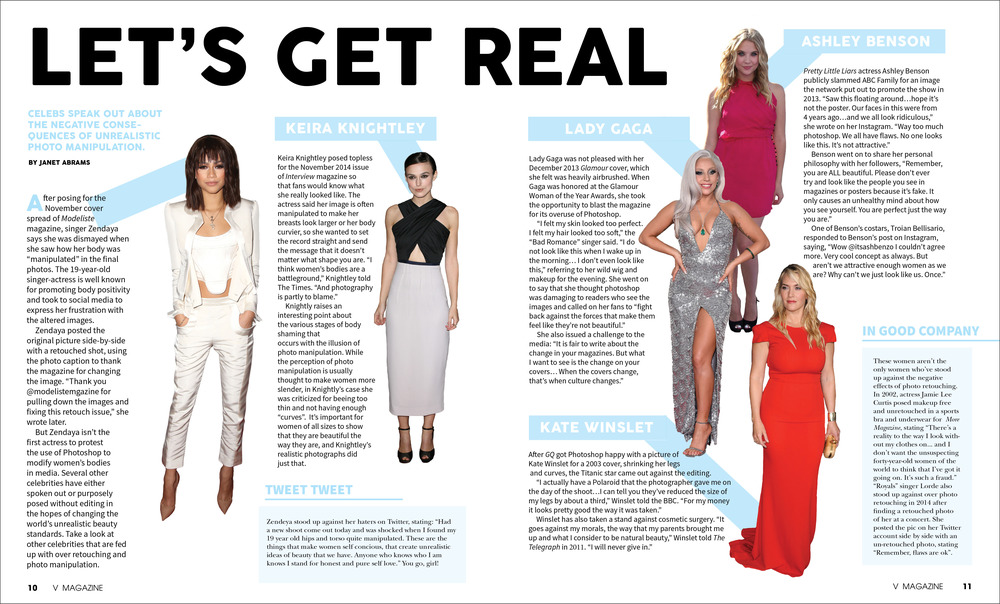 LET'S GET REAL
CELEBS SPEAK OUT ABOUT
THE NEGATIVE CONSE-
QUENCES OF UNREALISTIC
PHOTO MANIPULATION.
BY JANET ABRAMS
After posing for the
November cover
spread of Modeliste
magazine, singer Zendaya
says she was dismayed when
she saw how her body was
“manipulated” in the final
photos. The 19-year-old
singer-actress is well known
for promoting body positivity
and took to social media to
express her frustration with
the altered images.
Zendaya posted the
original picture side-by-side
with a retouched shot, using
the photo caption to thank
the magazine for changing
the image. “Thank you
@modelistemgazine for
pulling down the images and
fixing this retouch issue,” she
wrote later.
But Zendaya isn't the
first actress to protest
the use of Photoshop to
modify women's bodies
in media. Several other
celebrities have either
spoken out or purposely
posed without editing in
the hopes of changing the
world's unrealistic beauty
standards. Take a look at
other celebrities that are fed
up with over retouching and
photo manipulation.
KEIRA KNIGHTLEY
Keira Knightley posed topless
for the November 2014 issue
of Interview magazine so
that fans would know what
she really looked like. The
actress said her image is often
manipulated to make her
breasts look larger or her body
curvier, so she wanted to set
the record straight and send
the message that it doesn't
matter what shape you are. “I
think women's bodies are a
battleground,” Knightley told
The Times. “And photography
is partly to blame.”
Knightly raises an
interesting point about
the various stages of body
shaming that
occurs with the illusion of
photo manipulation. While
the perception of photo
manipulation is usually
thought to make women more
slender, in Knightly's case she
was criticized for beeing too
thin and not having enough
“curves”. It's important for
women of all sizes to show
that they are beautiful the
way they are, and Knightley's
realistic photographs did
just that.
TWEET TWEET
Zendeya stood up against her haters on Twitter, stating: “Had
a new shoot come out today and was shocked when I found my
19 year old hips and torso quite manipulated. These are the
things that make women self concious, that create unrealistic
ideas of beauty that we have. Anyone who knows who I am
knows I stand for honest and pure self love.” You go, girl!
LADY GAGA
Lady Gaga was not pleased with her
December 2013 Glamour cover, which
she felt was heavily airbrushed. When
Gaga was honored at the Glamour
Woman of the Year Awards, she took
the opportunity to blast the magazine
for its overuse of Photoshop.
“I felt my skin looked too perfect.
I felt my hair looked too soft,” the
“Bad Romance” singer said. “I do
not look like this when I wake up in
the morning… I don't even look like
this,” referring to her wild wig and
makeup for the evening. She went on
to say that she thought photoshop
was damaging to readers who see the
images and called on her fans to “fight
back against the forces that make them
feel like they're not beautiful.”
She also issued a challenge to the
media: “It is fair to write about the
change in your magazines. But what
I want to see is the change on your
covers… When the covers change,
that's when culture changes.”
KATE WINSLET
After GQ got Photoshop happy with a picture of
Kate Winslet for a 2003 cover, shrinking her legs
and curves, the Titanic star came out against the editing.
“I actually have a Polaroid that the photographer gave me on
the day of the shoot…I can tell you they've reduced the size of
my legs by about a third,” Winslet told the BBC. “For my money
it looks pretty good the way it was taken.”
Winslet has also taken a stand against cosmetic surgery. “It
goes against my morals, the way that my parents brought me
up and what I consider to be natural beauty,” Winslet told The
Telegraph in 2011. “I will never give in.”
ASHLEY BENSON
Pretty Little Liars actress Ashley Benson
publicly slammed ABC Family for an image
the network put out to promote the show in
2013. “Saw this floating around…hope it's
not the poster. Our faces in this were from
4 years ago…and we all look ridiculous,”
she wrote on her Instagram. “Way too much
photoshop. We all have flaws. No one looks
like this. It's not attractive.”
Benson went on to share her personal
philosophy with her followers, “Remember,
you are ALL beautiful. Please don't ever
try and look like the people you see in
magazines or posters because it's fake. It
only causes an unhealthy mind about how
you see yourself. You are perfect just the way
you are.”
One of Benson's costars, Troian Bellisario,
responded to Benson's post on Instagram,
saying, “Wow @itsashbenzo I couldn't agree
more. Very cool concept as always. But
aren't we attractive enough women as we
are? Why can't we just look like us. Once.”
IN GOOD COMPANY
These women aren't the
only women who've stood
up against the negative
effects of photo retouching.
In 2002, actress Jamie Lee
Curtis posed makeup free
and unretouched in a sports
bra and underwear for More
Magazine, stating “There's a
reality to the way I look with-
out my clothes on... and I
don't want the unsuspecting
forty-year-old women of the
world to think that I've got it
going on. It's such a fraud.”
“Royals” singer Lorde also
stood up against over photo
retouching in 2014 after
finding a retouched photo
of her at a concert. She
posted the pic on her Twitter
account side by side with an
un-retouched photo, stating
“Remember, flaws are ok”.
10 V MAGAZINE
V MAGAZINE 11